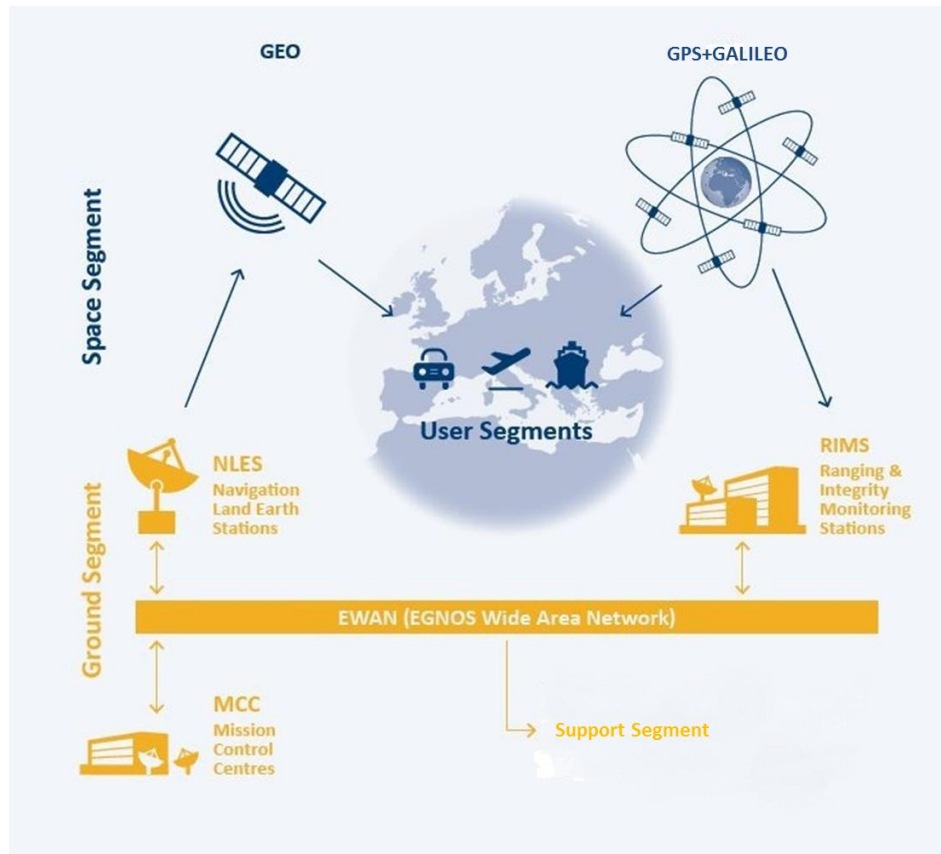 GEO
GPS+GALILEO
Space Segment
User Segments
NLES
Navigation
Land Earth
Stations
RIMS
Ranging &
Integrity
Monitoring
Stations
Ground Segment
EWAN (EGNOS Wide Area Network)
MCC
Mission
Control
Centres
Support Segment